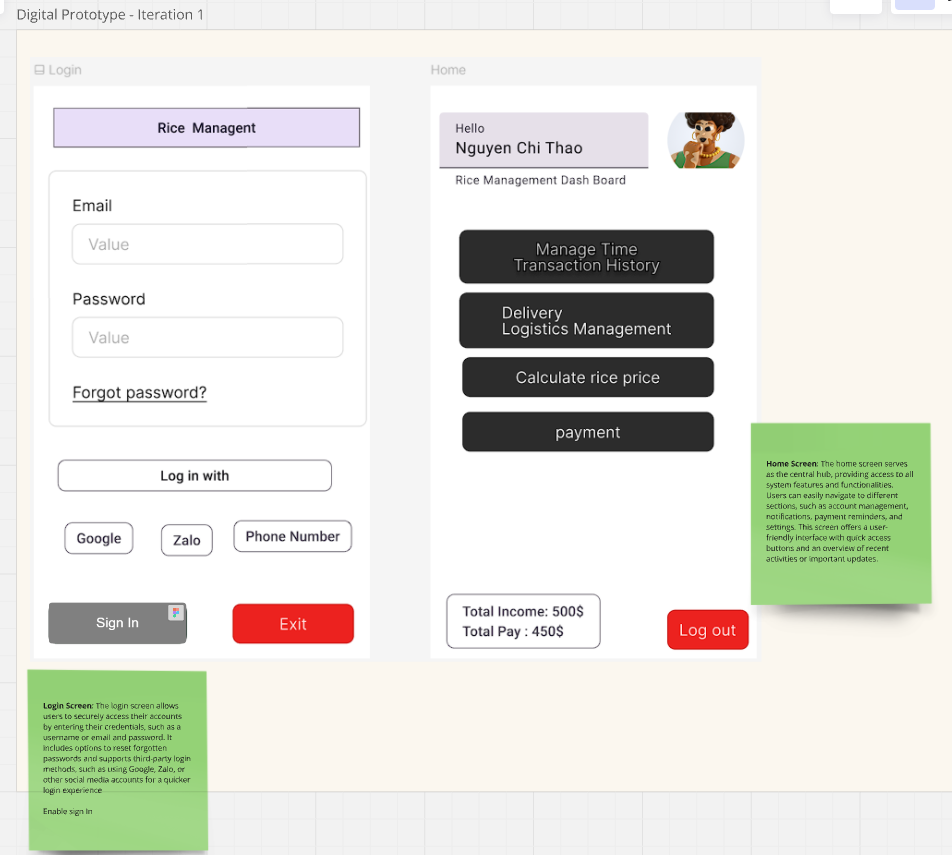 Digital Prototype - Iteration 1
Login
Rice Managent
Email
Value
Password
Value
Forgot password?
Log in with
Google
Zalo
Phone Number
Sign In
Exit
Login Screen: The login screen allows
users to securely access their accounts
by entering their credentials, such as a
username or email and password. It
includes options to reset forgotten
passwords and supports third-party login
methods, such as using Google, Zalo, or
other social media accounts for a quicker
login experience
Enable sign In
Home
Hello
Nguyen Chi Thao
Rice Management Dash Board
Manage Time
Transaction History
Delivery
Logistics Management
Calculate rice price
payment
Total Income: 500$
Total Pay : 450$
Log out
Home Screen: The home screen serves
as the central hub, providing access to all
system features and functionalities.
Users can easily navigate to different
sections, such as account management,
notifications, payment reminders, and
settings. This screen offers a user-
friendly interface with quick access
buttons and an overview of recent
activities or important updates.